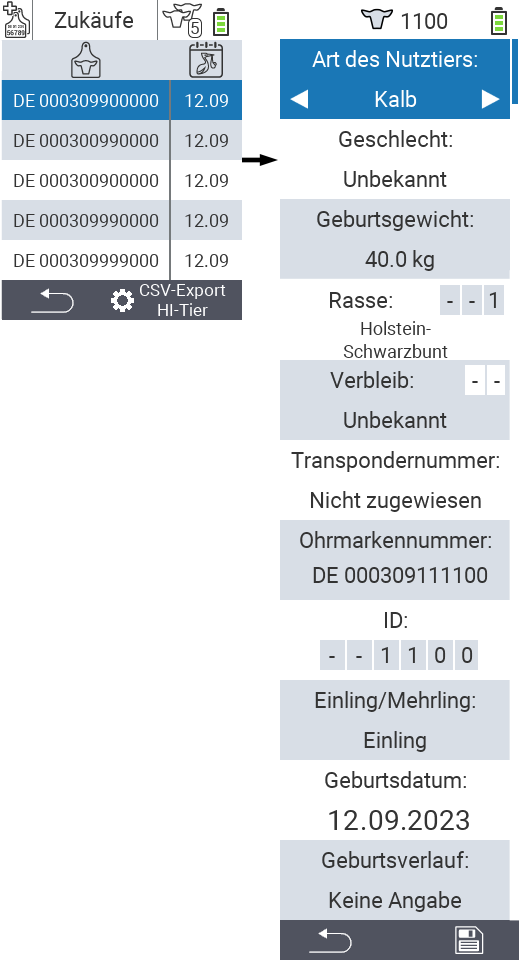 56789
Zukäufe
5
DE 000309900000 12.09
DE 000309990000 12.09
DE 000300900000 12.09
DE 000309990000 12.09
DE 000309999000 12.09
CSV-Export
HI-Tier
1100
Art des Nutztiers:
Kalb
Geschlecht:
Unbekannt
Geburtsgewicht:
40.0 kg
Rasse: - - 1
Holstein-
Schwarzbunt
Verbleib: - -
Unbekannt
Transpondernummer:
Nicht zugewiesen
Ohrmarkennummer:
DE 000309111100
ID:
- - 1 1 0 0
Einling/Mehrling:
Einling
Geburtsdatum:
12.09.2023
Geburtsverlauf:
Keine Angabe